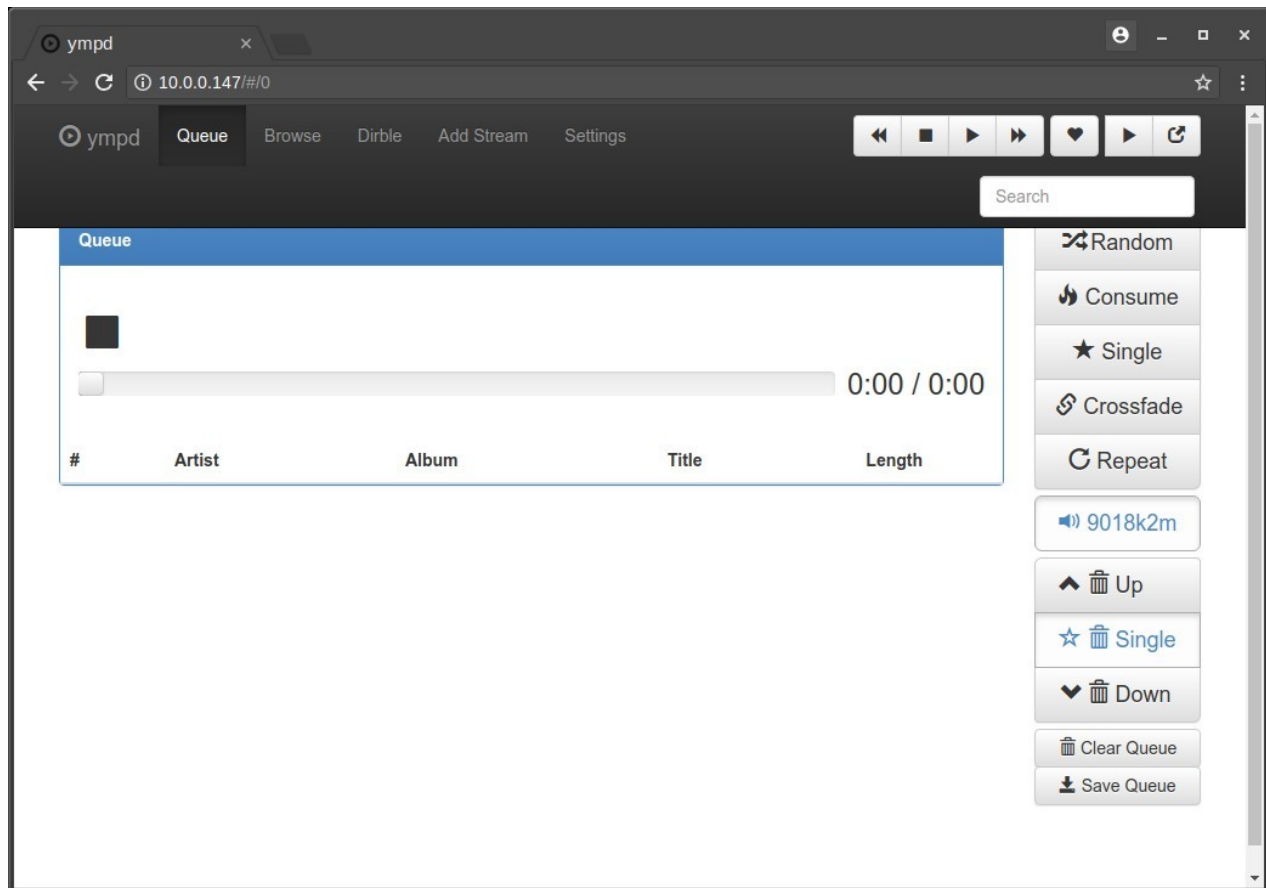 ympd
10.0.0.147/#/0
ympd Queue Browse Dirble Add Stream Settings
Search
Queue
Random
Consume
Single
0:00 / 0:00
Crossfade
# Artist Album Title Length
Repeat
9018k2m
Up
Single
Down
Clear Queue
Save Queue